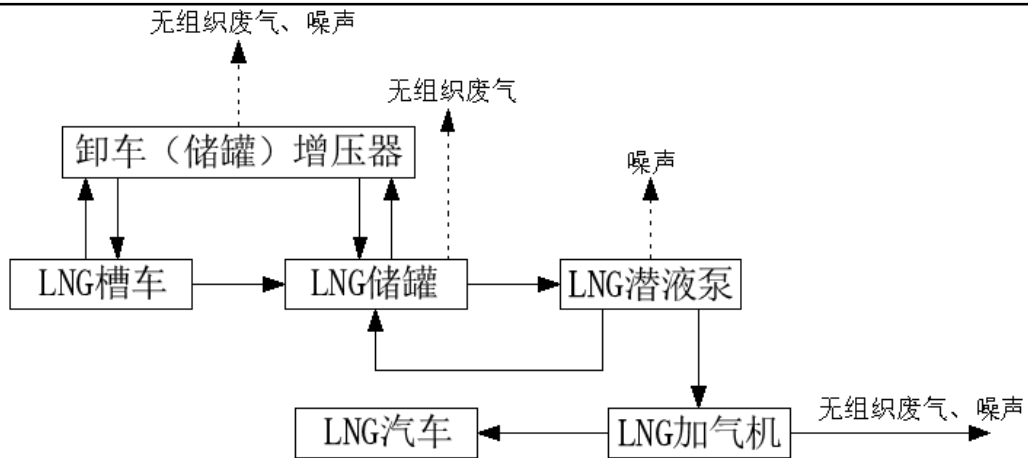 无组织废气、噪声
无组织废气
卸车（储罐）增压器
噪声
LNG槽车
LNG储罐
LNG潜液泵
无组织废气、噪声
LNG汽车
LNG加气机